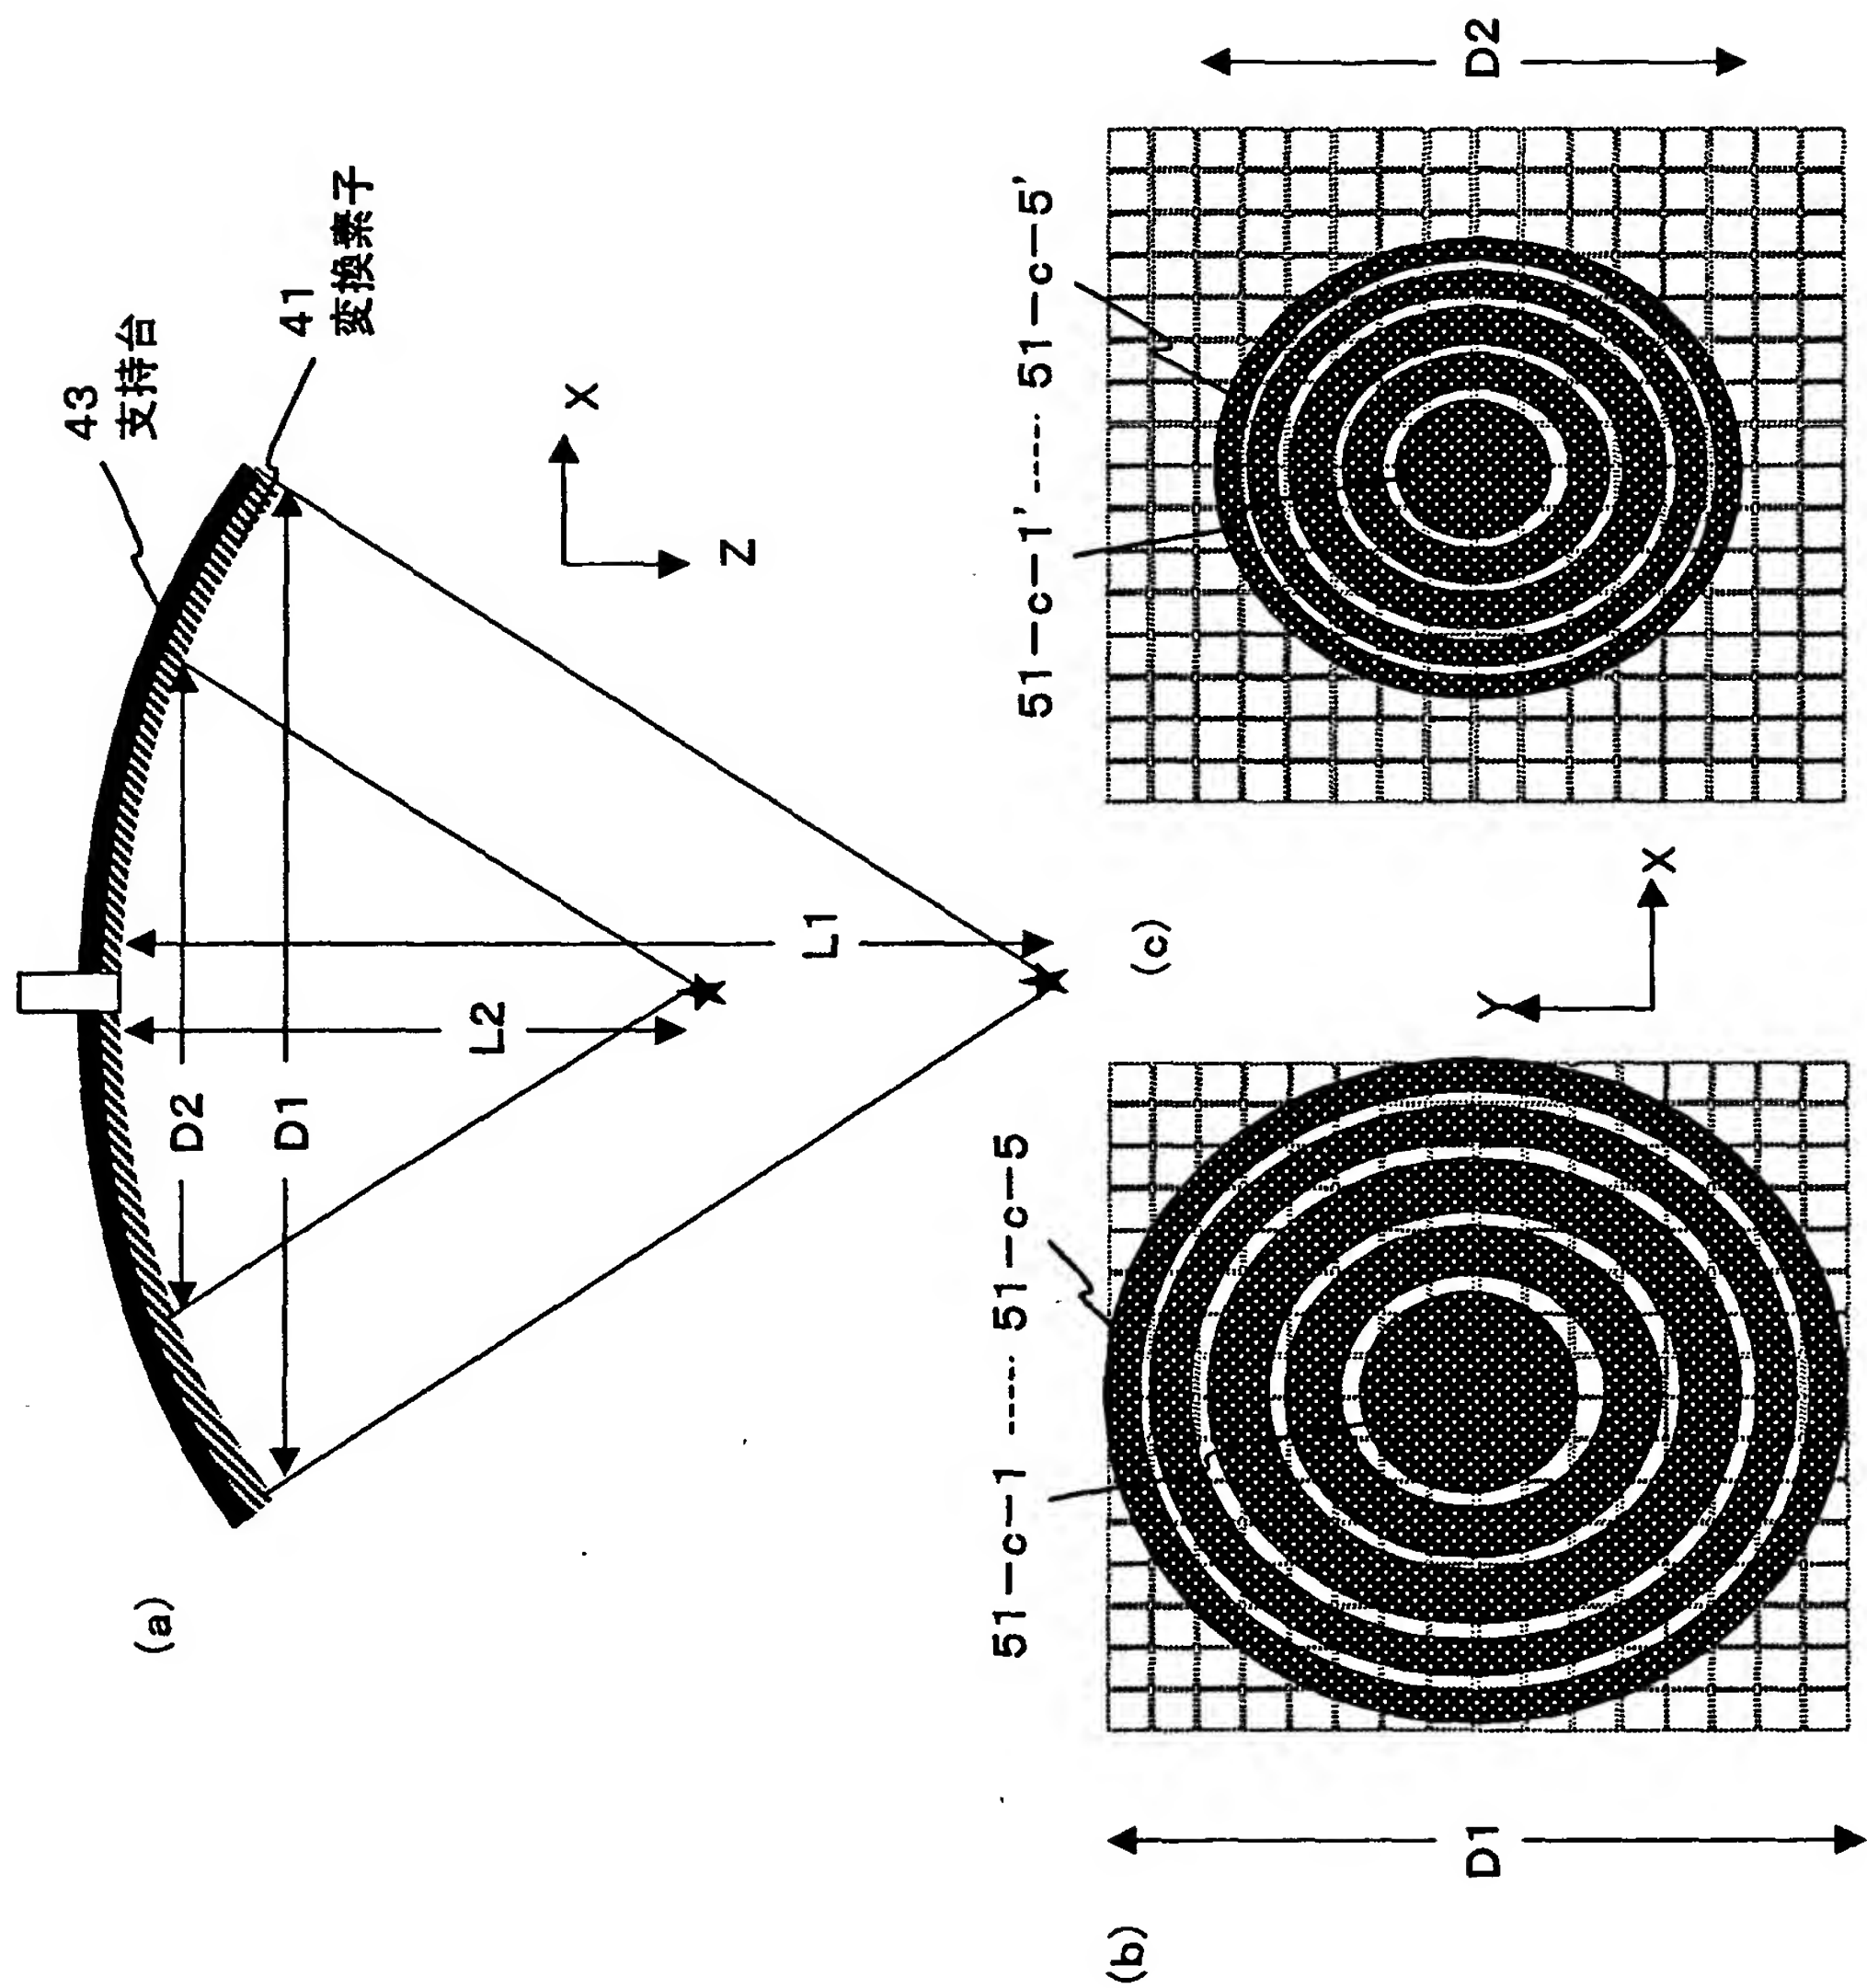 (a)
43
支持台
41
変換素子
D2
D1
L2
L1
X
Z
(b)
51-c-1 ----- 51-c-5
D1
Y
X
(c)
51-c-1' ----- 51-c-5'
D2